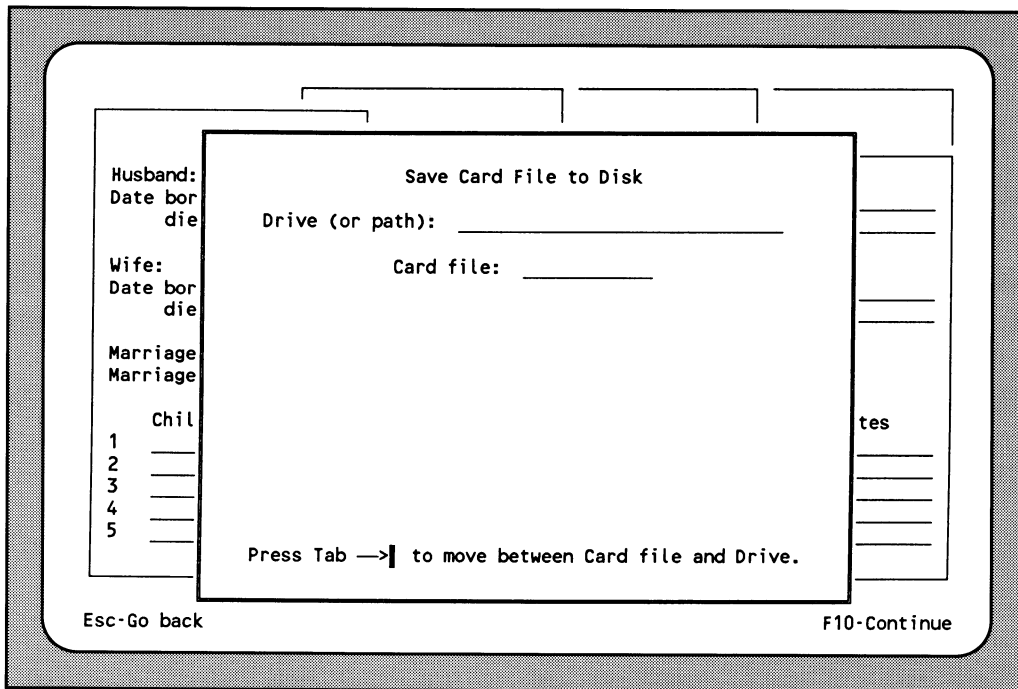 Save Card File to Disk
Drive (or path):
Card file:
Press Tab —>| to move between Card file and Drive.
Husband:
Date bor
die
Wife:
Date bor
die
Marriage
Marriage
Chil
tes
1
2
3
4
5
Esc-Go back
F10-Continue